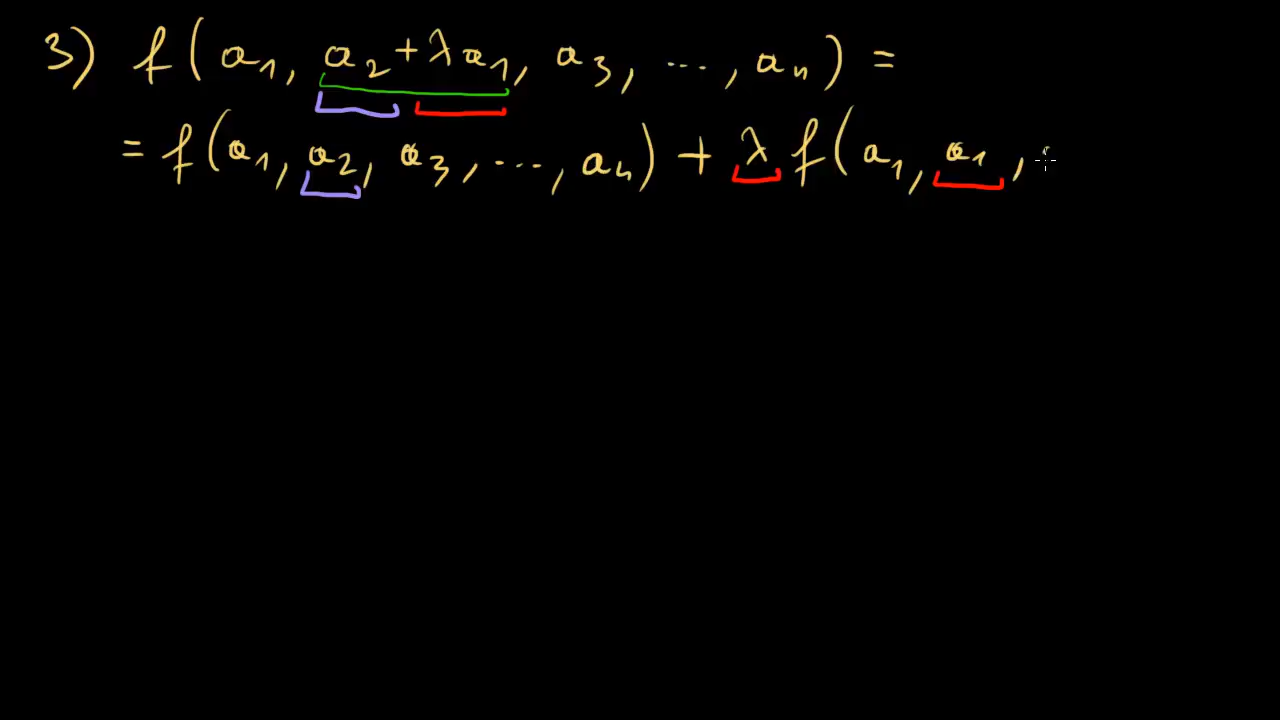 3) f(a₁, a₂+λa₁, a₃, ..., aₙ) =
= f(a₁, a₂, a₃, ..., aₙ) + λ f(a₁, a₁,